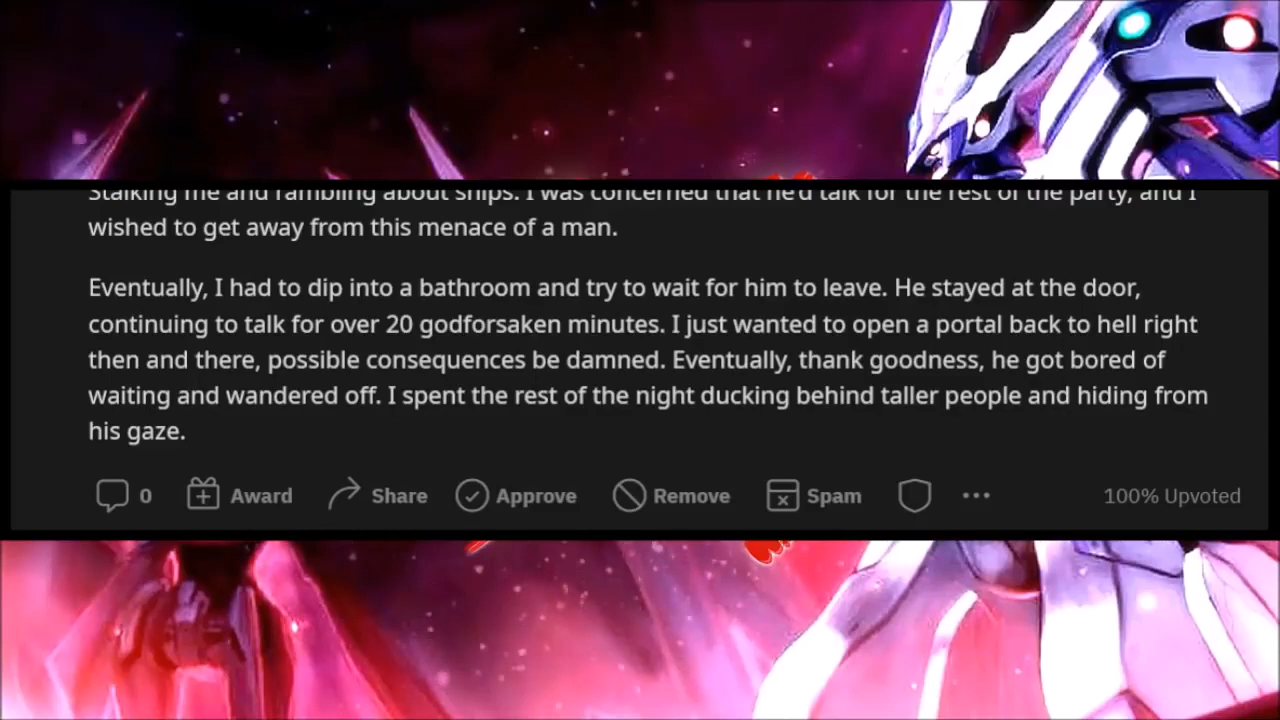 Stalking me and rambling about ships. I was concerned that he'd talk for the rest of the party, and I
wished to get away from this menace of a man.
Eventually, I had to dip into a bathroom and try to wait for him to leave. He stayed at the door,
continuing to talk for over 20 godforsaken minutes. I just wanted to open a portal back to hell right
then and there, possible consequences be damned. Eventually, thank goodness, he got bored of
waiting and wandered off. I spent the rest of the night ducking behind taller people and hiding from
his gaze.
0 Award Share Approve Remove Spam ••• 100% Upvoted